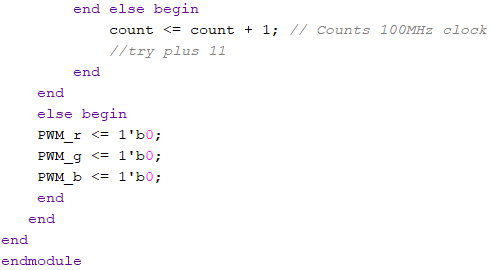 end else begin
count <= count + 1; // Counts 100MHz clock
//try plus 11
end
end
else begin
PWM_r <= 1'b0;
PWM_g <= 1'b0;
PWM_b <= 1'b0;
end
end
end
endmodule